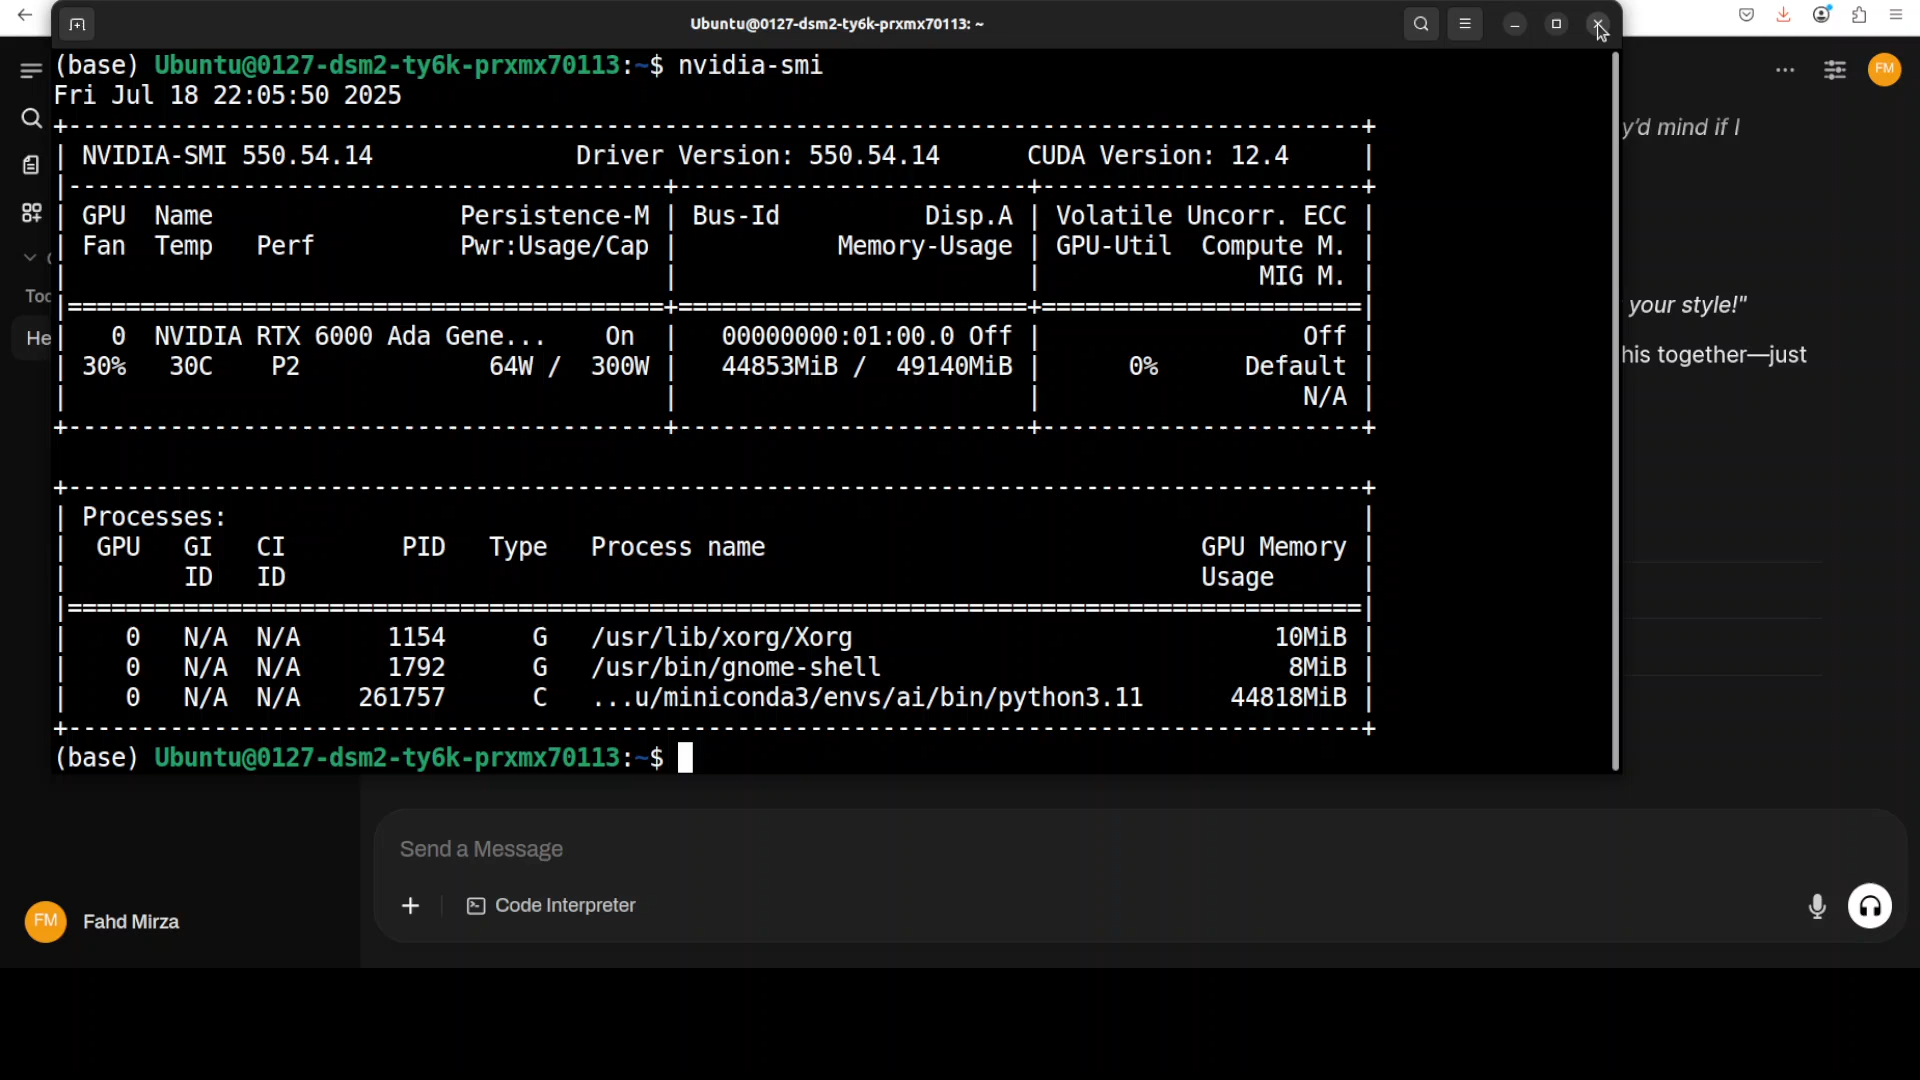 Ubuntu@0127-dsm2-ty6k-prxmx70113: ~
(base) Ubuntu@0127-dsm2-ty6k-prxmx70113:~$ nvidia-smi
Fri Jul 18 22:05:50 2025
+-----------------------------------------------------------------------------------------+
| NVIDIA-SMI 550.54.14              Driver Version: 550.54.14      CUDA Version: 12.4     |
|-----------------------------------------+------------------------+----------------------+
| GPU  Name                 Persistence-M | Bus-Id          Disp.A | Volatile Uncorr. ECC |
| Fan  Temp   Perf          Pwr:Usage/Cap |           Memory-Usage | GPU-Util  Compute M. |
|                                         |                        |               MIG M. |
|=========================================+========================+======================|
|   0  NVIDIA RTX 6000 Ada Gene...    On  |   00000000:01:00.0 Off |                  Off |
| 30%   30C    P2             64W /  300W |   44853MiB /  49140MiB |      0%      Default |
|                                         |                        |                  N/A |
+-----------------------------------------+------------------------+----------------------+
+-----------------------------------------------------------------------------------------+
| Processes:                                                                              |
|  GPU   GI   CI        PID   Type   Process name                              GPU Memory |
|        ID   ID                                                               Usage      |
|=========================================================================================|
|    0   N/A  N/A      1154      G   /usr/lib/xorg/Xorg                             10MiB |
|    0   N/A  N/A      1792      G   /usr/bin/gnome-shell                            8MiB |
|    0   N/A  N/A    261757      C   ...u/miniconda3/envs/ai/bin/python3.11      44818MiB |
+-----------------------------------------------------------------------------------------+
(base) Ubuntu@0127-dsm2-ty6k-prxmx70113:~$
FM
y'd mind if I
your style!"
his together—just
Toc
He
Send a Message
Code Interpreter
FM
Fahd Mirza